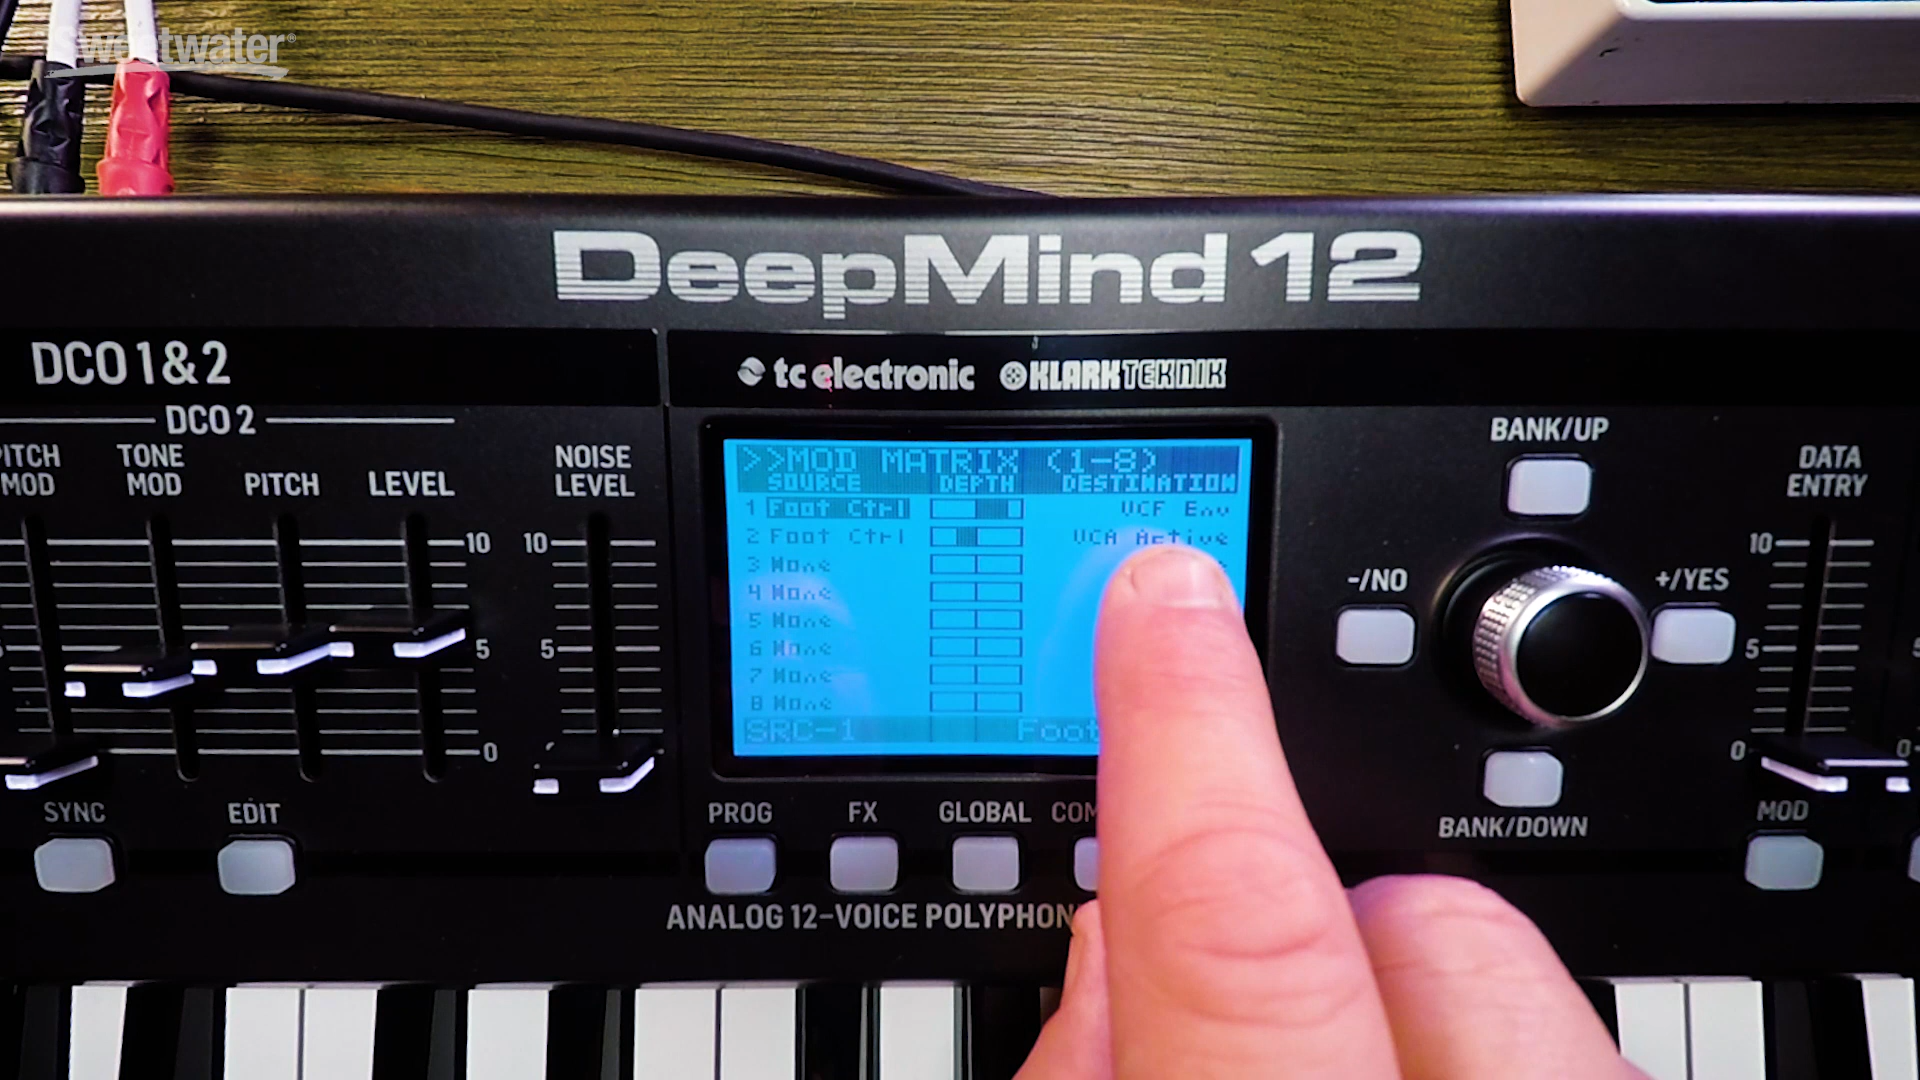 Sweetwater®
DeepMind 12
DCO 1 & 2
tc electronic KLARK TEKNIK
DCO 2
PITCH MOD
TONE MOD
PITCH
LEVEL
NOISE LEVEL
10
5
0
10
5
SYNC
EDIT
>>MOD MATRIX (1-8)
SOURCE DEPTH DESTINATION
1 Foot Ctrl VCF Env
2 Foot Ctrl VCA Active
3 None
4 None
5 None
6 None
7 None
8 None
SRC-1 Foot
PROG FX GLOBAL COM
ANALOG 12-VOICE POLYPHON
BANK/UP
-/NO
+/YES
BANK/DOWN
DATA ENTRY
10
5
0
MOD